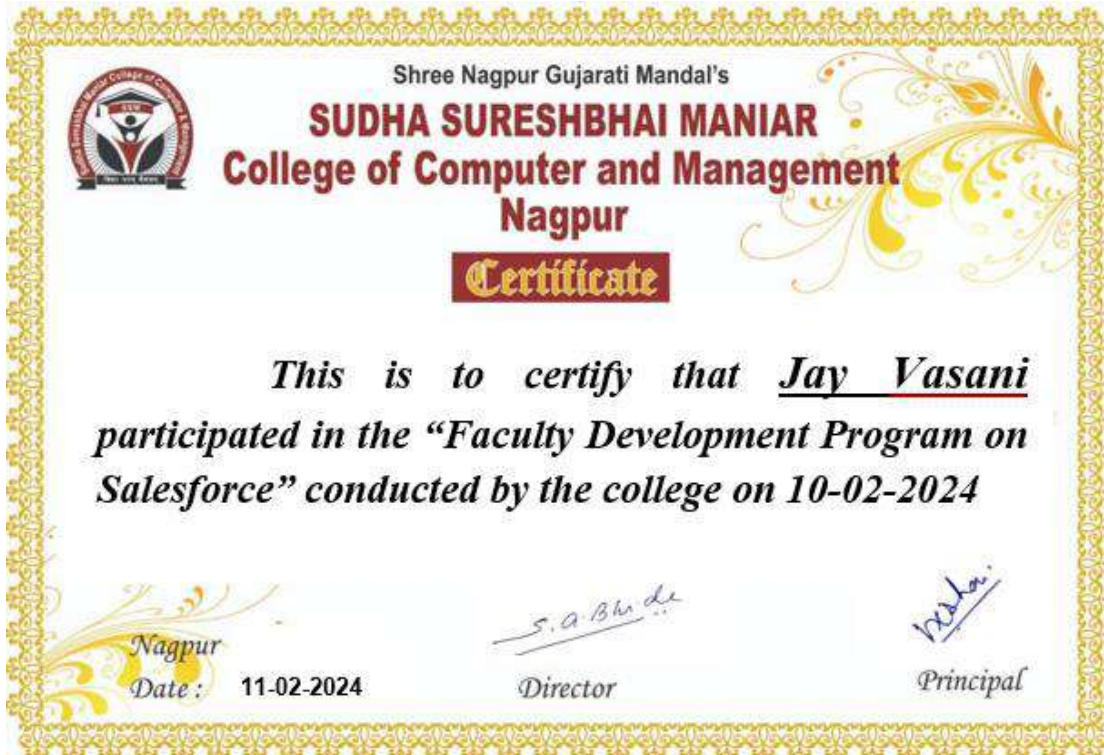 Shree Nagpur Gujarati Mandal's
SUDHA SURESHBHAI MANIAR
College of Computer and Management
Nagpur
Certificate
This is to certify that Jay Vasani
participated in the “Faculty Development Program on
Salesforce” conducted by the college on 10-02-2024
S.A.Bhide
Nagpur
Date : 11-02-2024
Director
Principal